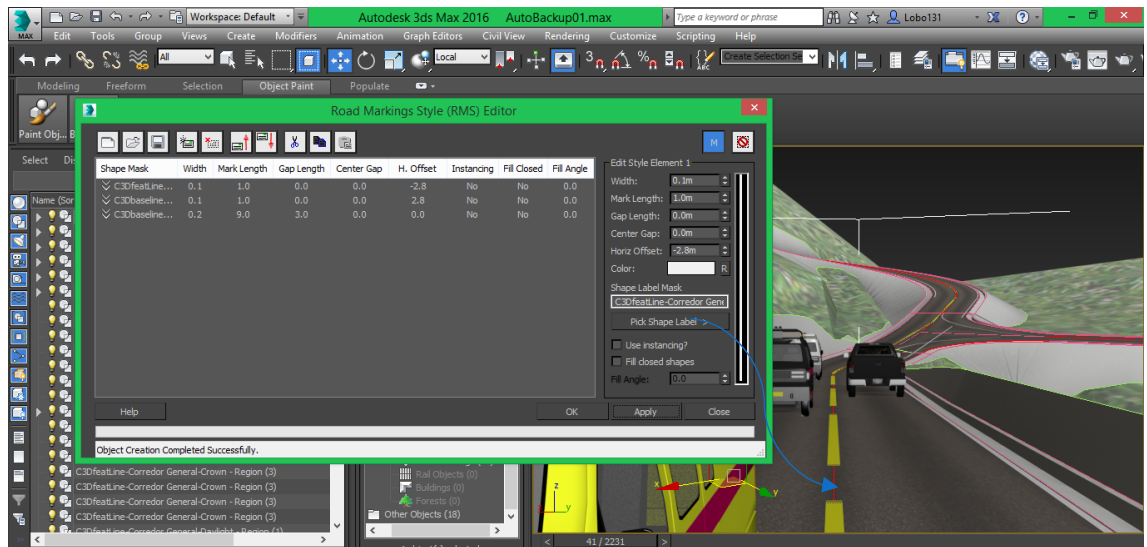 Workspace: Default
Autodesk 3ds Max 2016 AutoBackup01.max
Type a keyword or phrase
Lobo131
MAX
Edit Tools Group Views Create Modifiers Animation Graph Editors Civil View Rendering Customize Scripting Help
All
Local
Create Selection Se
Modeling Freeform Selection Object Paint Populate
Paint Obj...
Road Markings Style (RMS) Editor
M
Select
Name (Sor
Shape Mask Width Mark Length Gap Length Center Gap H. Offset Instancing Fill Closed Fill Angle
C3DfeatLine... 0.1 1.0 0.0 0.0 -2.8 No No 0.0
C3Dbaseline... 0.1 1.0 0.0 0.0 2.8 No No 0.0
C3Dbaseline... 0.2 9.0 3.0 0.0 0.0 No No 0.0
Edit Style Element 1
Width: 0.1m
Mark Length: 1.0m
Gap Length: 0.0m
Center Gap: 0.0m
Horiz Offset: -2.8m
Color: R
Shape Label Mask
C3DfeatLine-Corredor Gene
Pick Shape Label >
Use instancing?
Fill closed shapes
Fill Angle: 0.0
Help OK Apply Close
Object Creation Completed Successfully.
C3DfeatLine-Corredor General-Crown - Region (3)
C3DfeatLine-Corredor General-Crown - Region (3)
C3DfeatLine-Corredor General-Crown - Region (3)
C3DfeatLine-Corredor General-Crown - Region (3)
C3DfeatLine-Corredor General-Daylight - Region (1)
Rail Objects (0)
Buildings (0)
Forests (0)
Other Objects (18)
z
y
x
y
41 / 2231